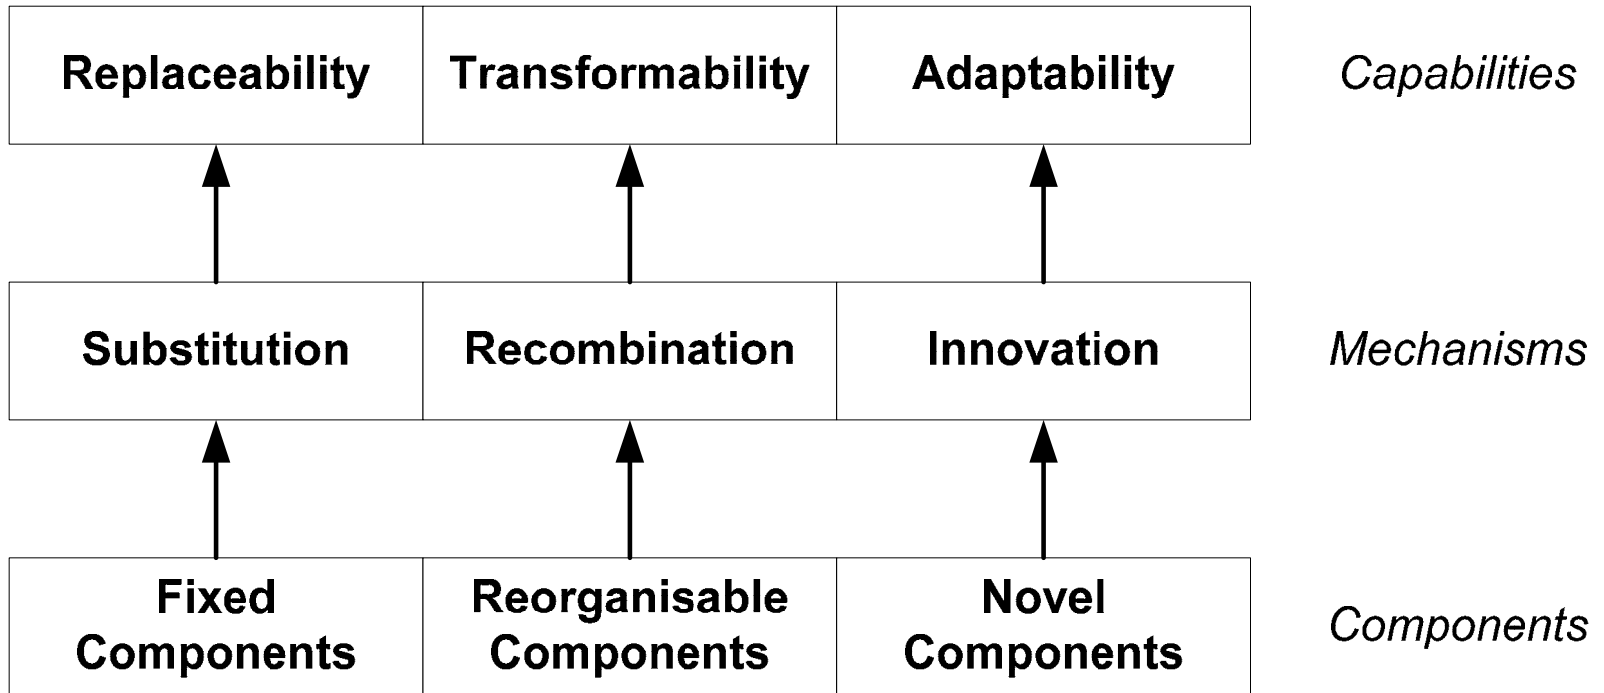 Replaceability Transformability Adaptability Capabilities
Substitution Recombination Innovation Mechanisms
Fixed Components
Reorganisable Components
Novel Components
Components